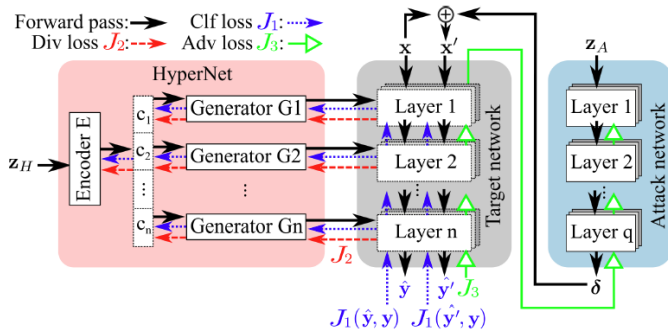 Forward pass: Clf loss J₁:
Div loss J₂: Adv loss J₃:
⊕
x x′ z_A
HyperNet
Encoder E
z_H
c₁
c₂
⋮
cₙ
Generator G1
Generator G2
⋮
Generator Gn
J₂
Layer 1
Layer 2
⋮
Layer n
Target network
Layer 1
Layer 2
⋮
Layer q
Attack network
ŷ ŷ′ J₃ δ
J₁(ŷ, y) J₁(ŷ′, y)